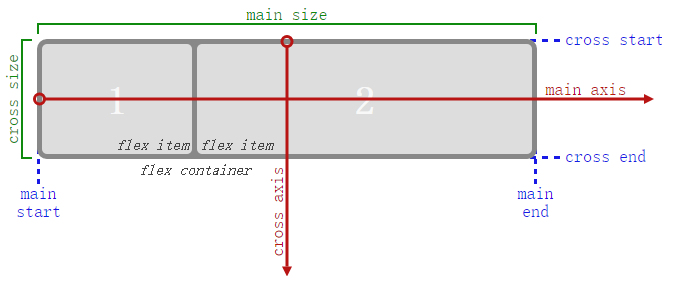 main size
cross start
cross size
1
2
main axis
flex item
flex item
cross end
flex container
cross axis
main
start
main
end